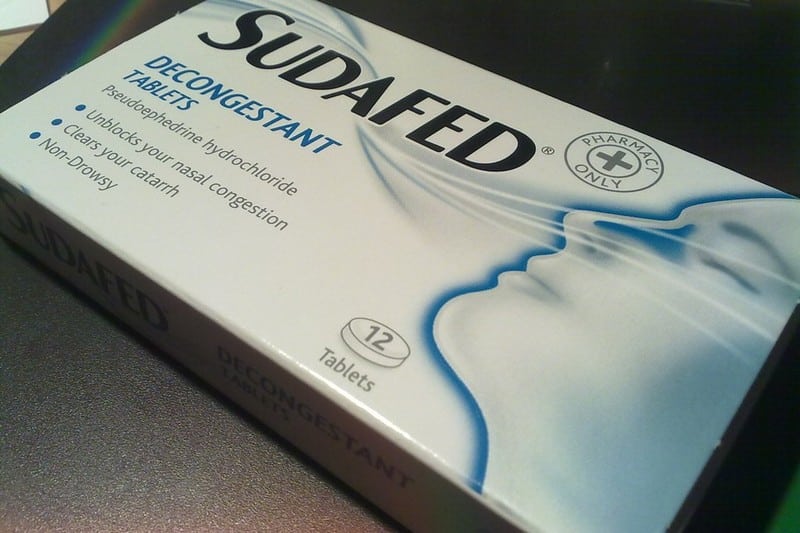 SUDAFED®
DECONGESTANT
TABLETS
Pseudoephedrine hydrochloride
• Unblocks your nasal congestion
• Clears your catarrh
• Non-Drowsy
PHARMACY
ONLY
12
Tablets
SUDAFED
DECONGESTANT
TABLETS